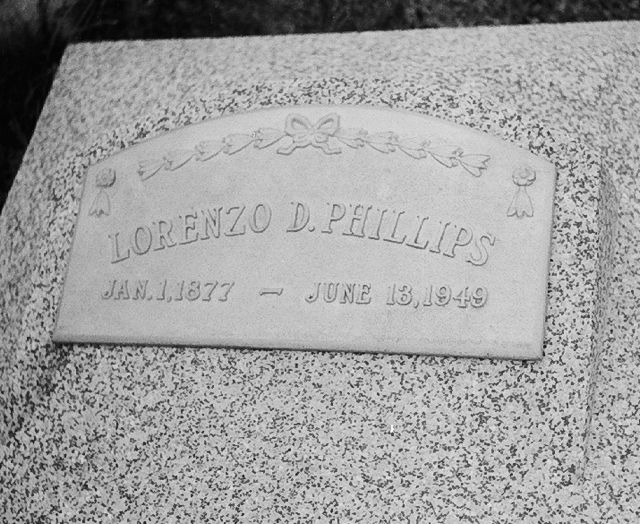 LORENZO D. PHILLIPS
JAN. 1, 1877 — JUNE 13, 1949